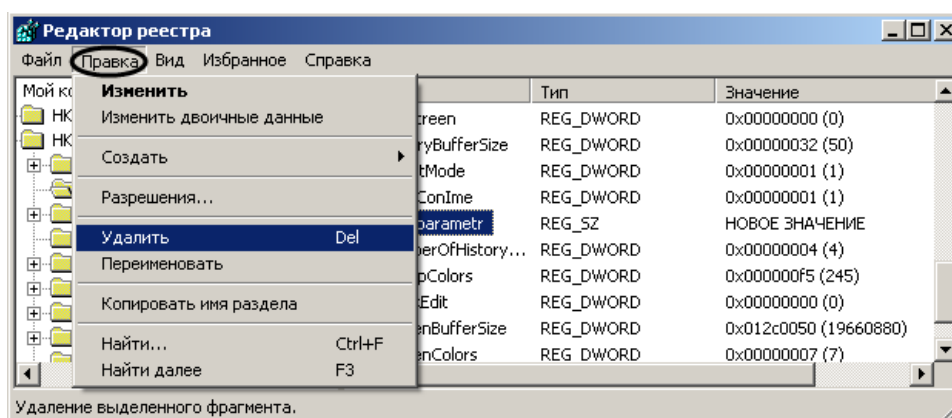 Редактор реестра
Файл Правка Вид Избранное Справка
Мой ко Тип Значение
Изменить
Изменить двоичные данные
Создать
Разрешения...
Удалить Del
Переименовать
Копировать имя раздела
Найти... Ctrl+F
Найти далее F3
HK
HK
creen REG_DWORD 0x00000000 (0)
ryBufferSize REG_DWORD 0x00000032 (50)
tMode REG_DWORD 0x00000001 (1)
ConIme REG_DWORD 0x00000001 (1)
parametr REG_SZ НОВОЕ ЗНАЧЕНИЕ
berOfHistory... REG_DWORD 0x00000004 (4)
pColors REG_DWORD 0x000000f5 (245)
kEdit REG_DWORD 0x00000000 (0)
enBufferSize REG_DWORD 0x012c0050 (19660880)
enColors REG_DWORD 0x00000007 (7)
Удаление выделенного фрагмента.